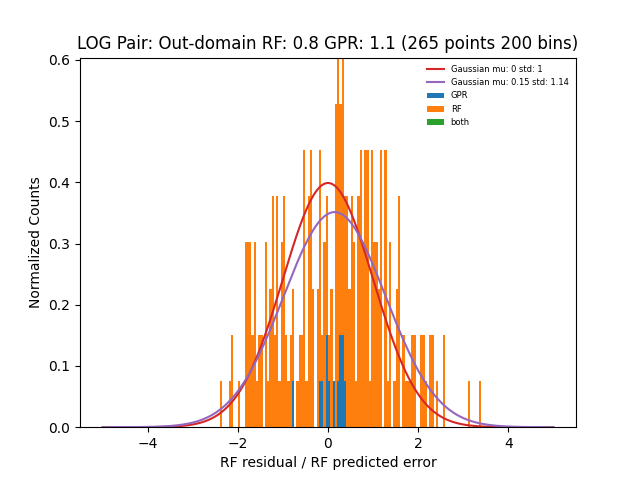 LOG Pair: Out-domain RF: 0.8 GPR: 1.1 (265 points 200 bins)
Gaussian mu: 0 std: 1
Gaussian mu: 0.15 std: 1.14
GPR
RF
both
Normalized Counts
0.6
0.5
0.4
0.3
0.2
0.1
0.0
−4
−2
0
2
4
RF residual / RF predicted error